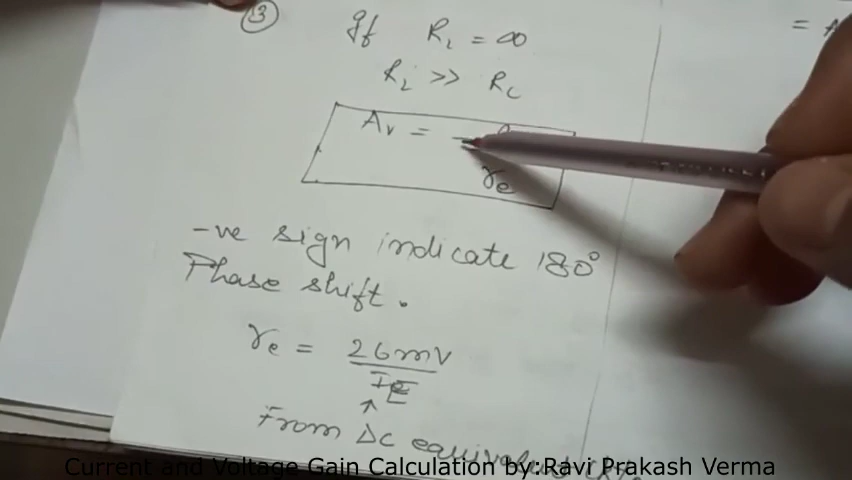 ③ If R_L = ∞
R_L >> R_C
A_v = -
r_e
-ve sign indicate 180°
Phase shift.
r_e = 26mV
I_E
↑
From DC
= A
Current and Voltage Gain Calculation by:Ravi Prakash Verma